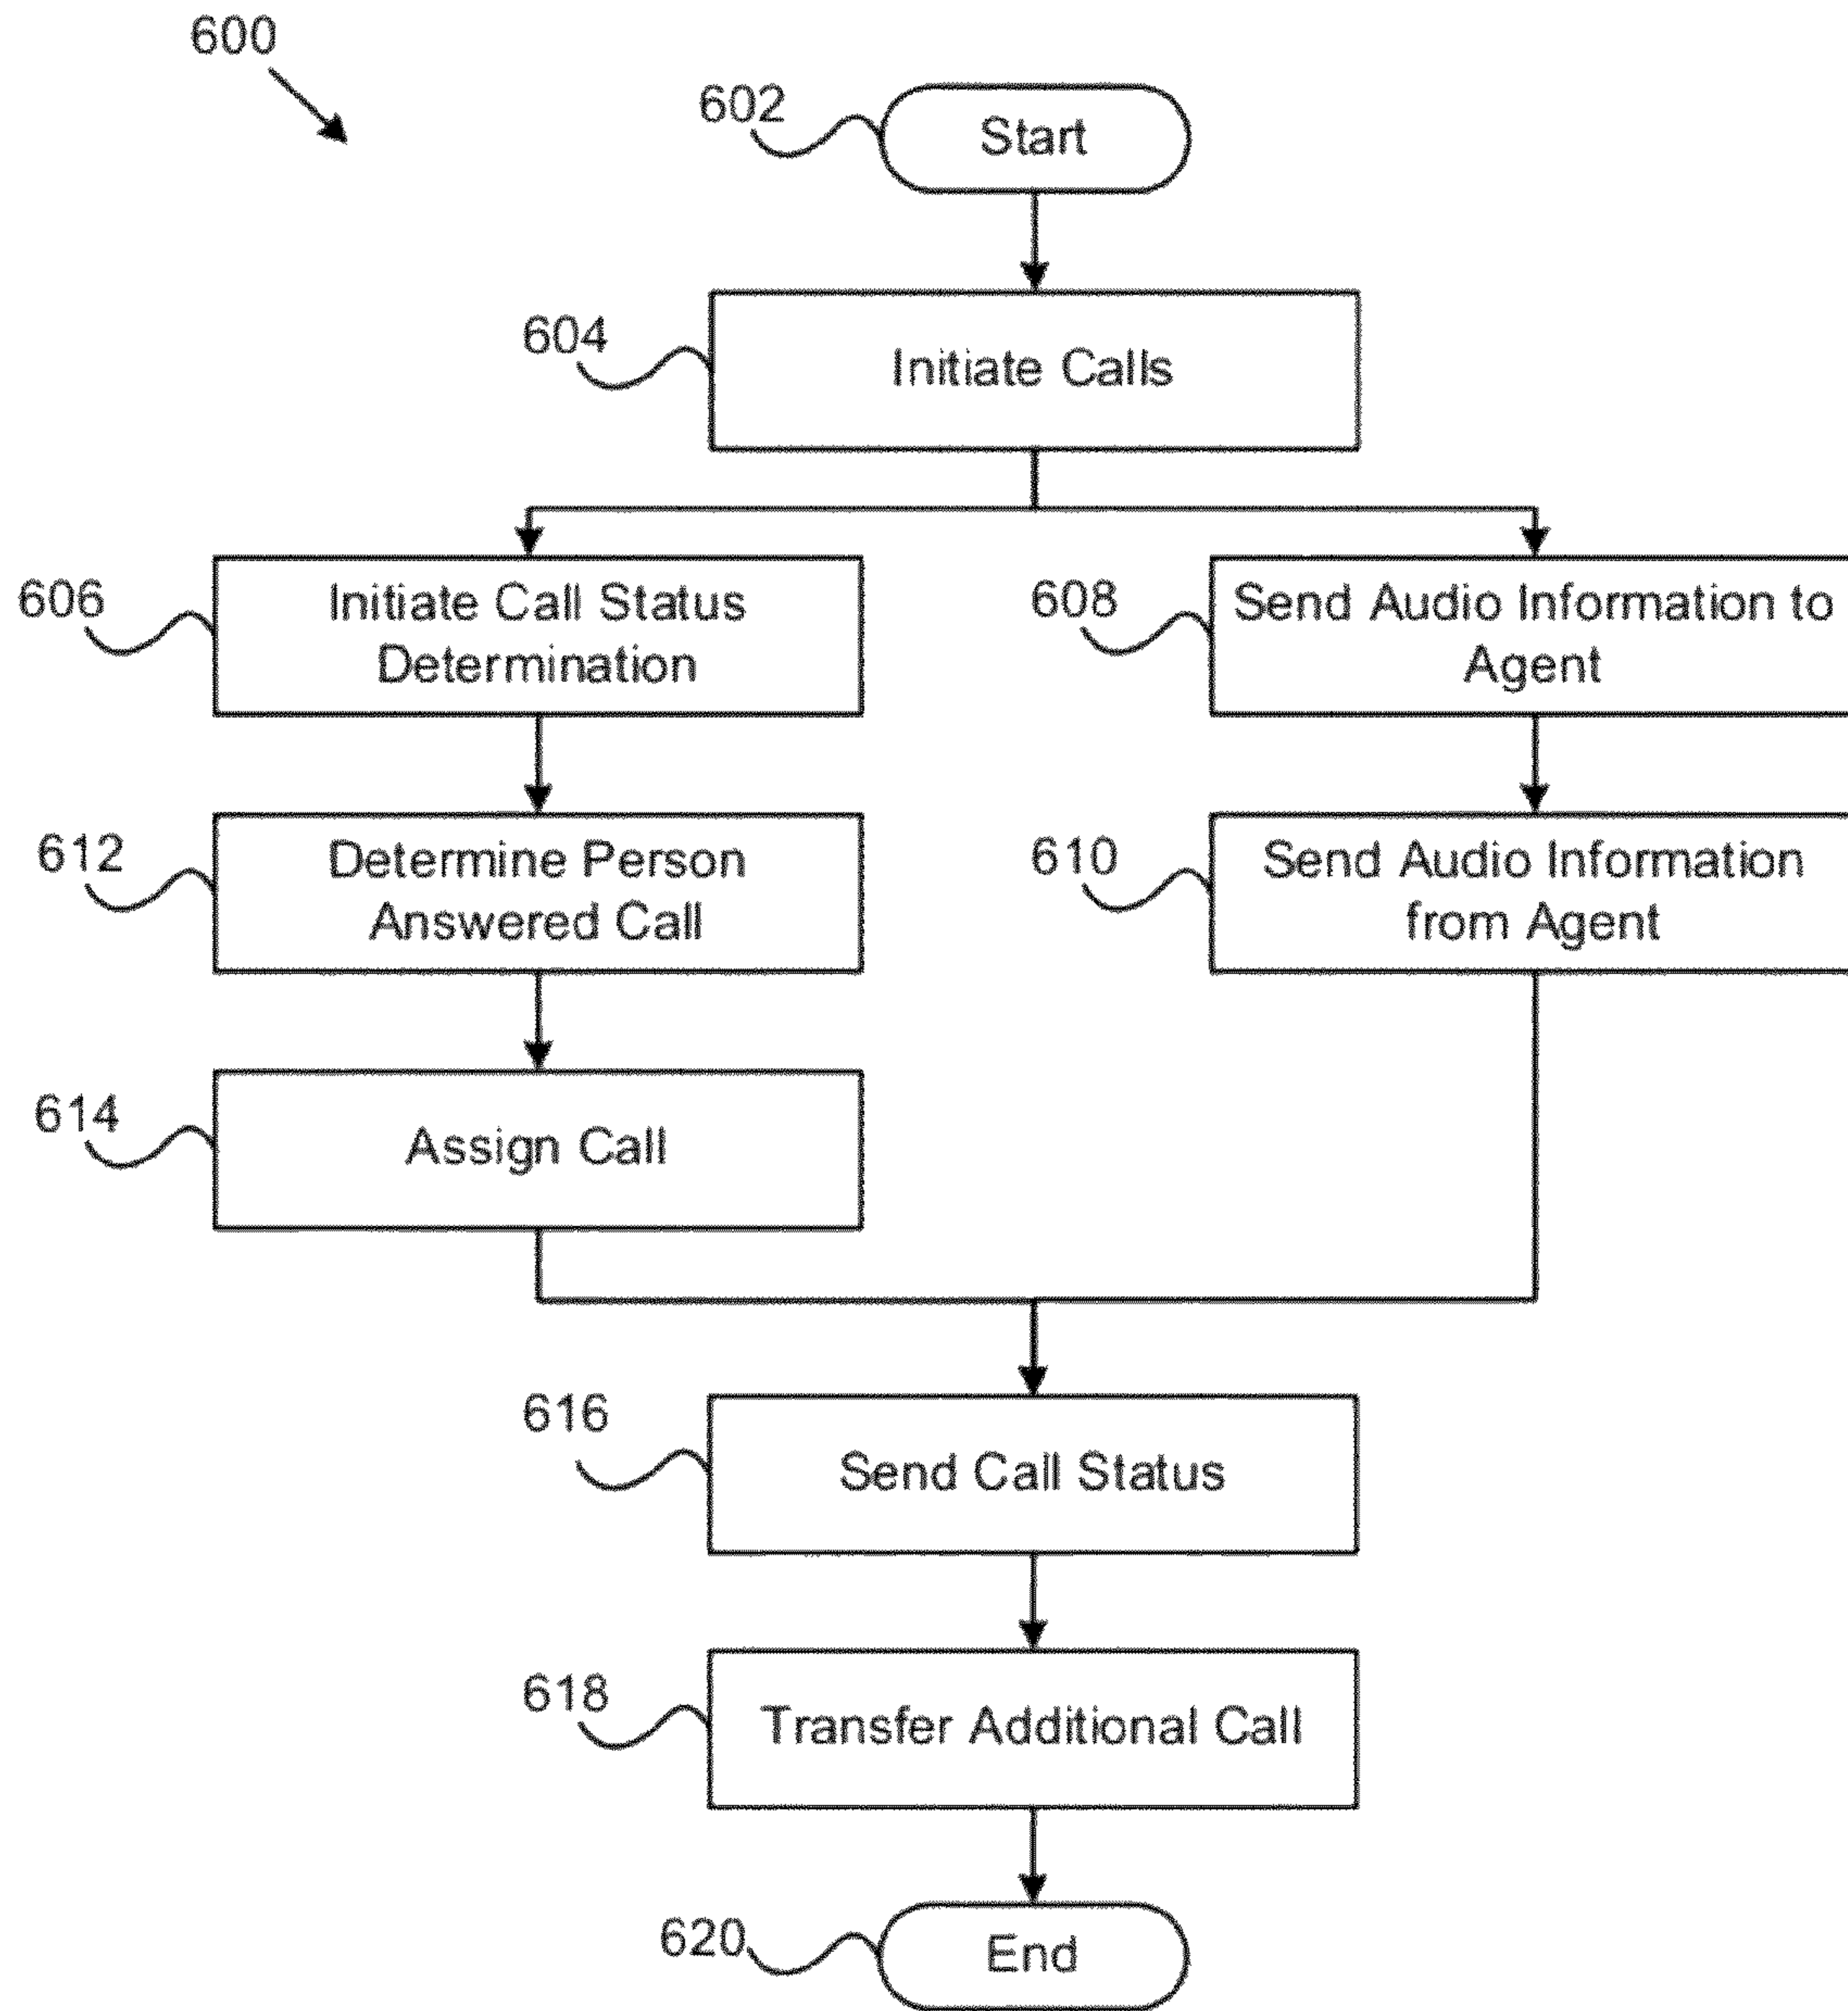 600
602
Start
604
Initiate Calls
606
Initiate Call Status
Determination
608
Send Audio Information to
Agent
612
Determine Person
Answered Call
610
Send Audio Information
from Agent
614
Assign Call
616
Send Call Status
618
Transfer Additional Call
620
End